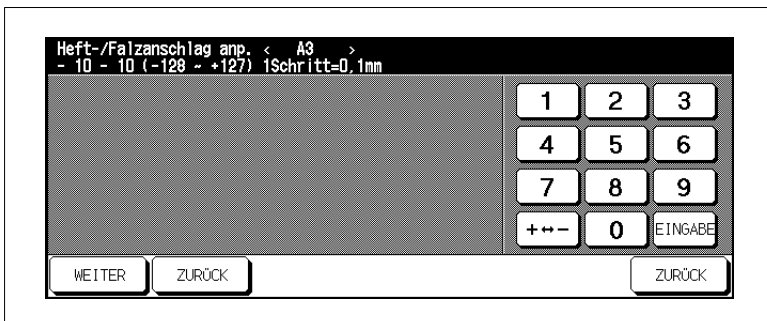 Heft-/Falzanschlag anp. < A3 >
- 10 - 10 (-128 ~ +127) 1Schritt=0,1mm
1 2 3
4 5 6
7 8 9
+↔- 0 EINGABE
WEITER ZURÜCK ZURÜCK